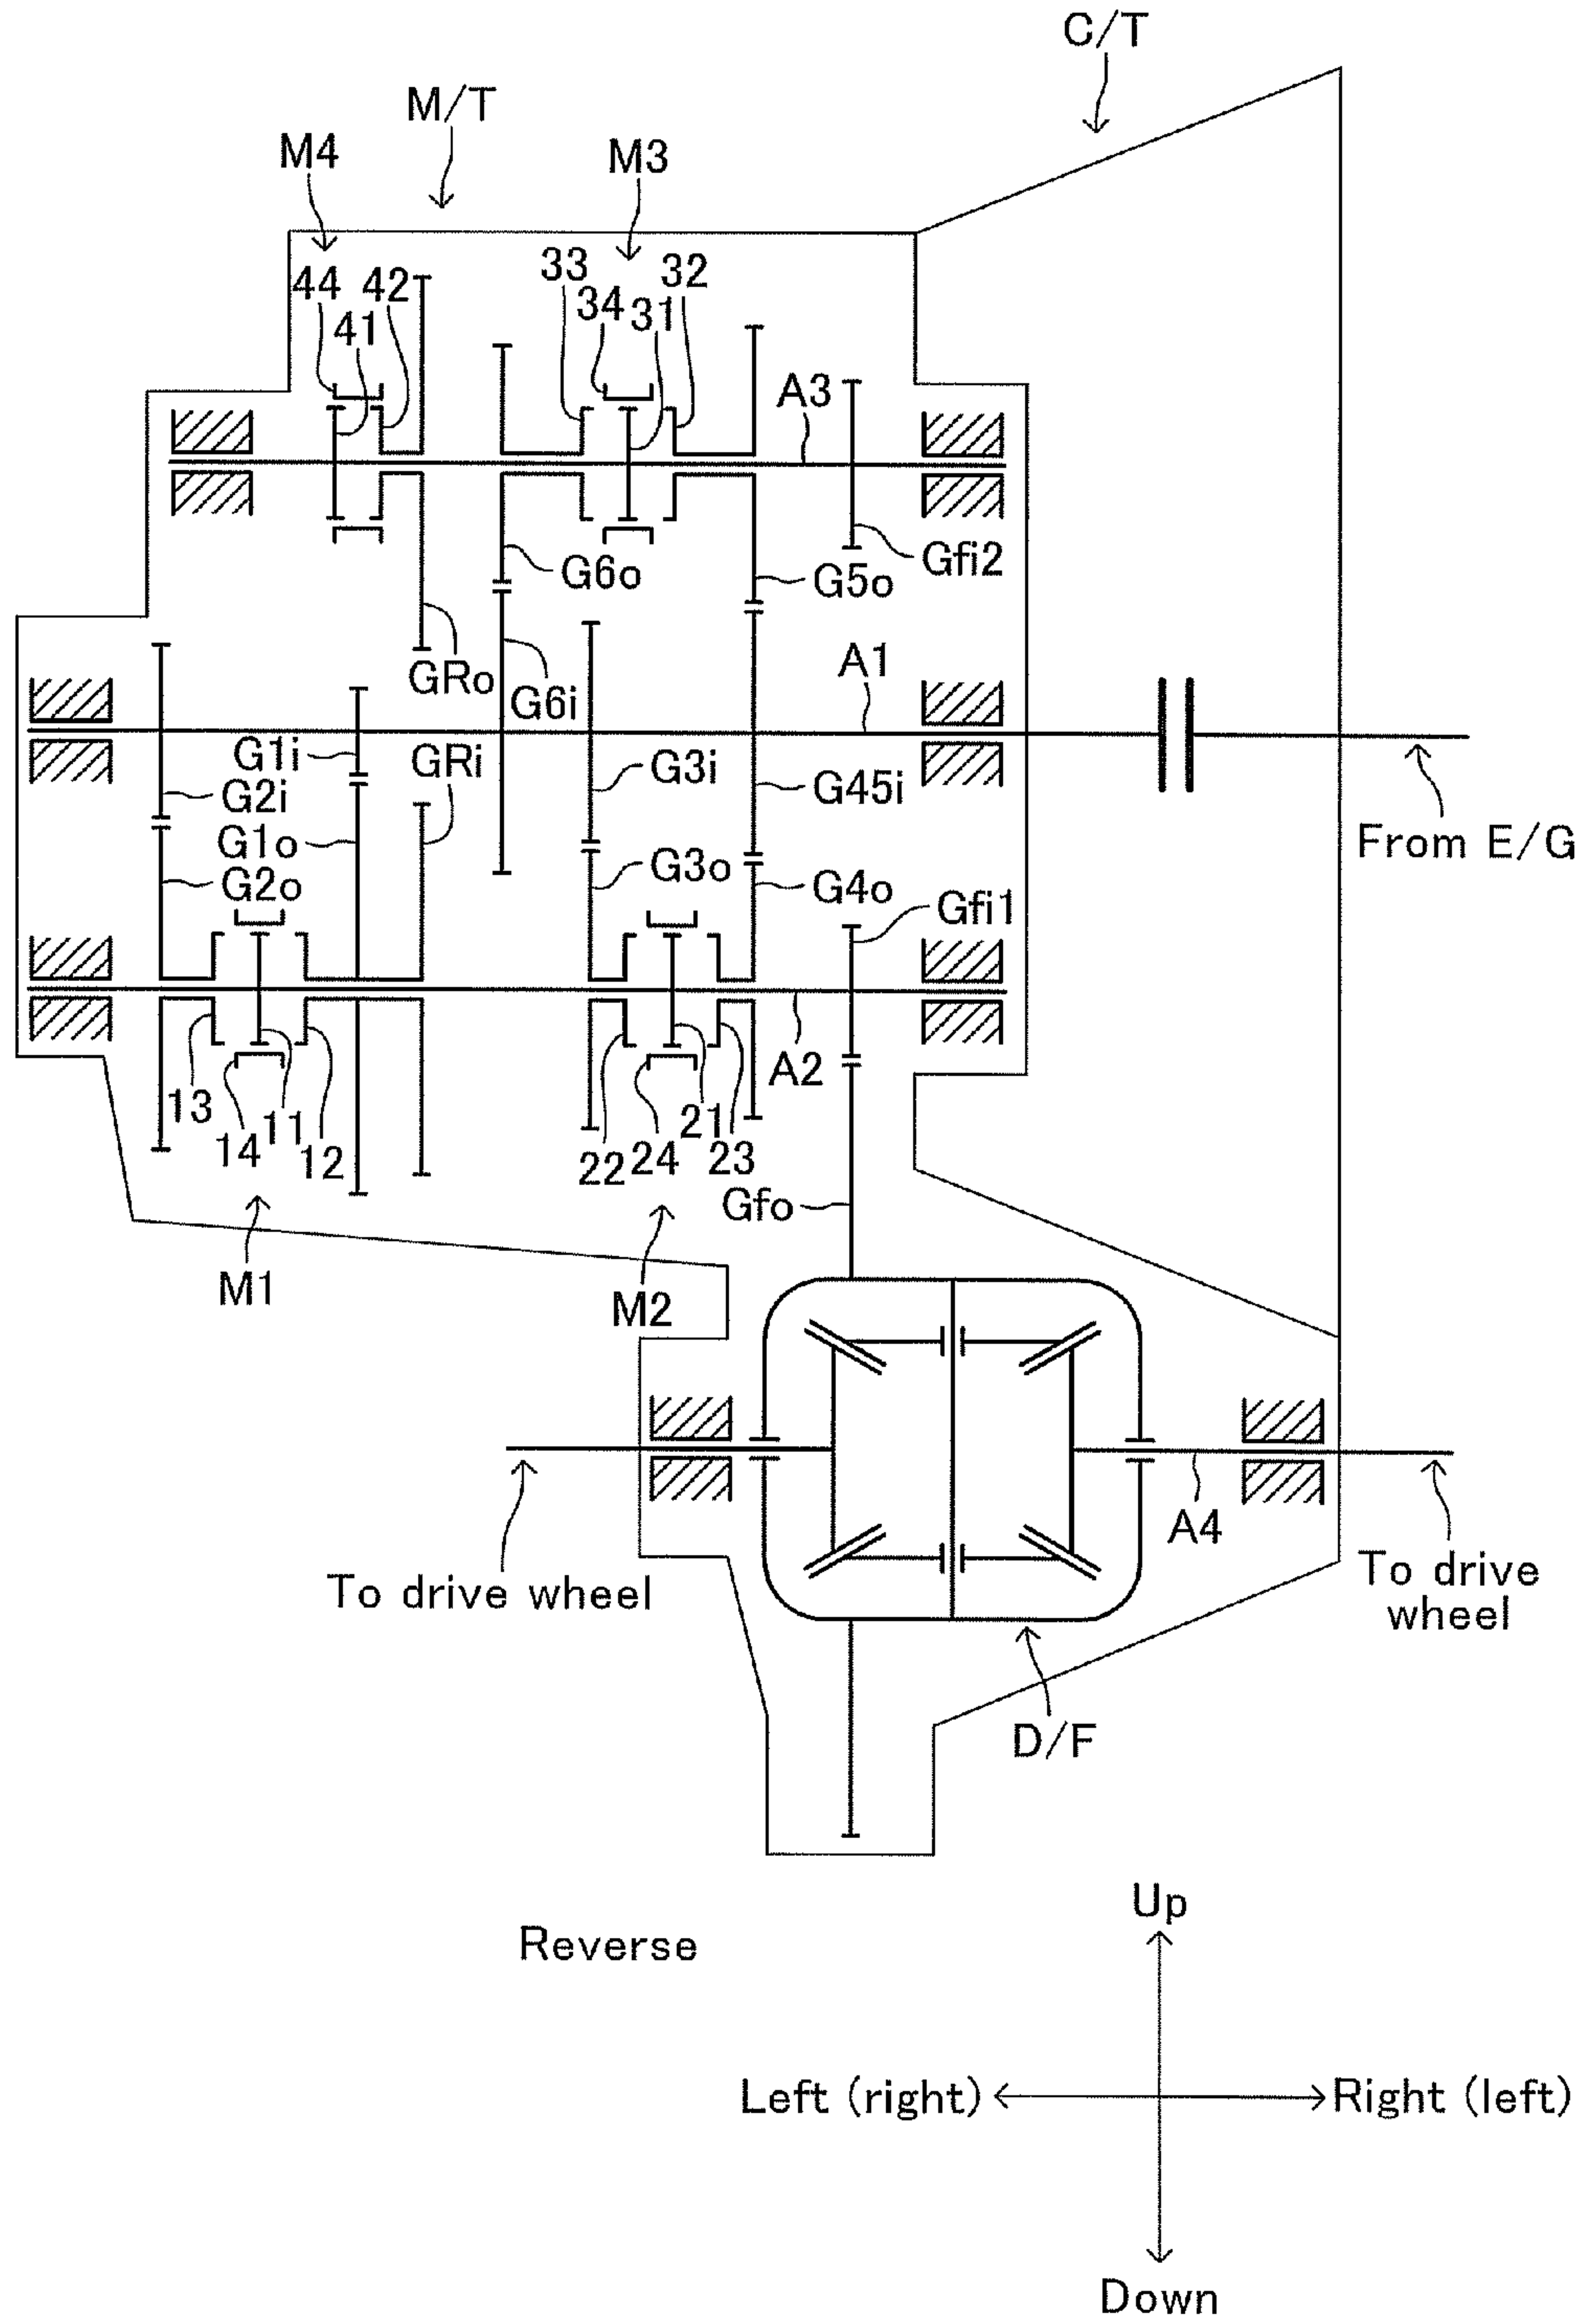 C/T
M/T
M4
M3
33
32
44
42
34
31
41
A3
G6o
G5o
Gfi2
GRo
G6i
A1
G1i
GRi
G3i
G2i
G45i
G1o
From E/G
G3o
G2o
G4o
Gfi1
A2
13
11
21
14
12
22
24
23
Gfo
M1
M2
A4
To drive wheel
To drive
wheel
D/F
Up
Reverse
Left (right)
Right (left)
Down